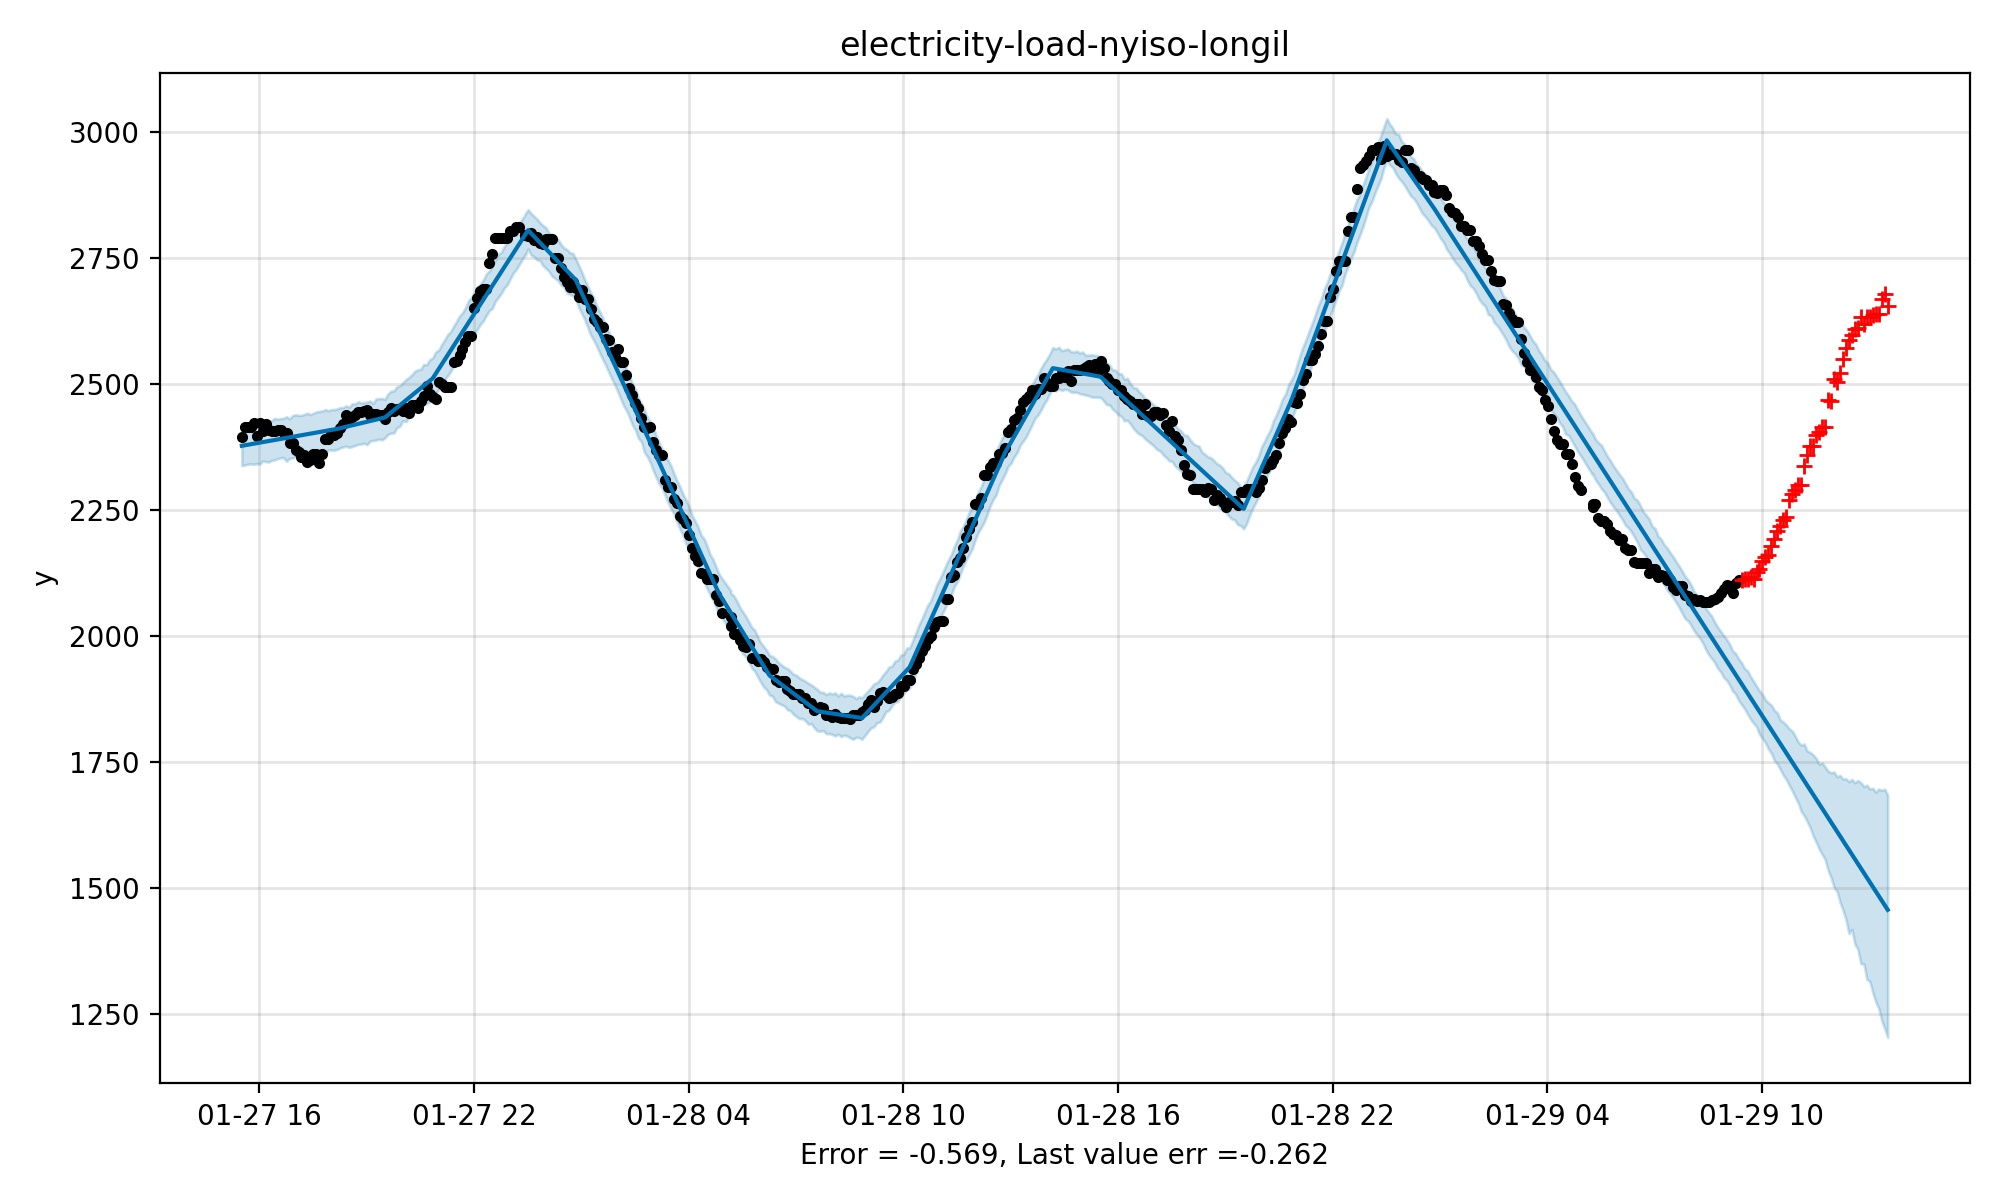 electricity-load-nyiso-longil
3000
2750
2500
2250
2000
1750
1500
1250
y
01-27 16 01-27 22 01-28 04 01-28 10 01-28 16 01-28 22 01-29 04 01-29 10
Error = -0.569, Last value err =-0.262